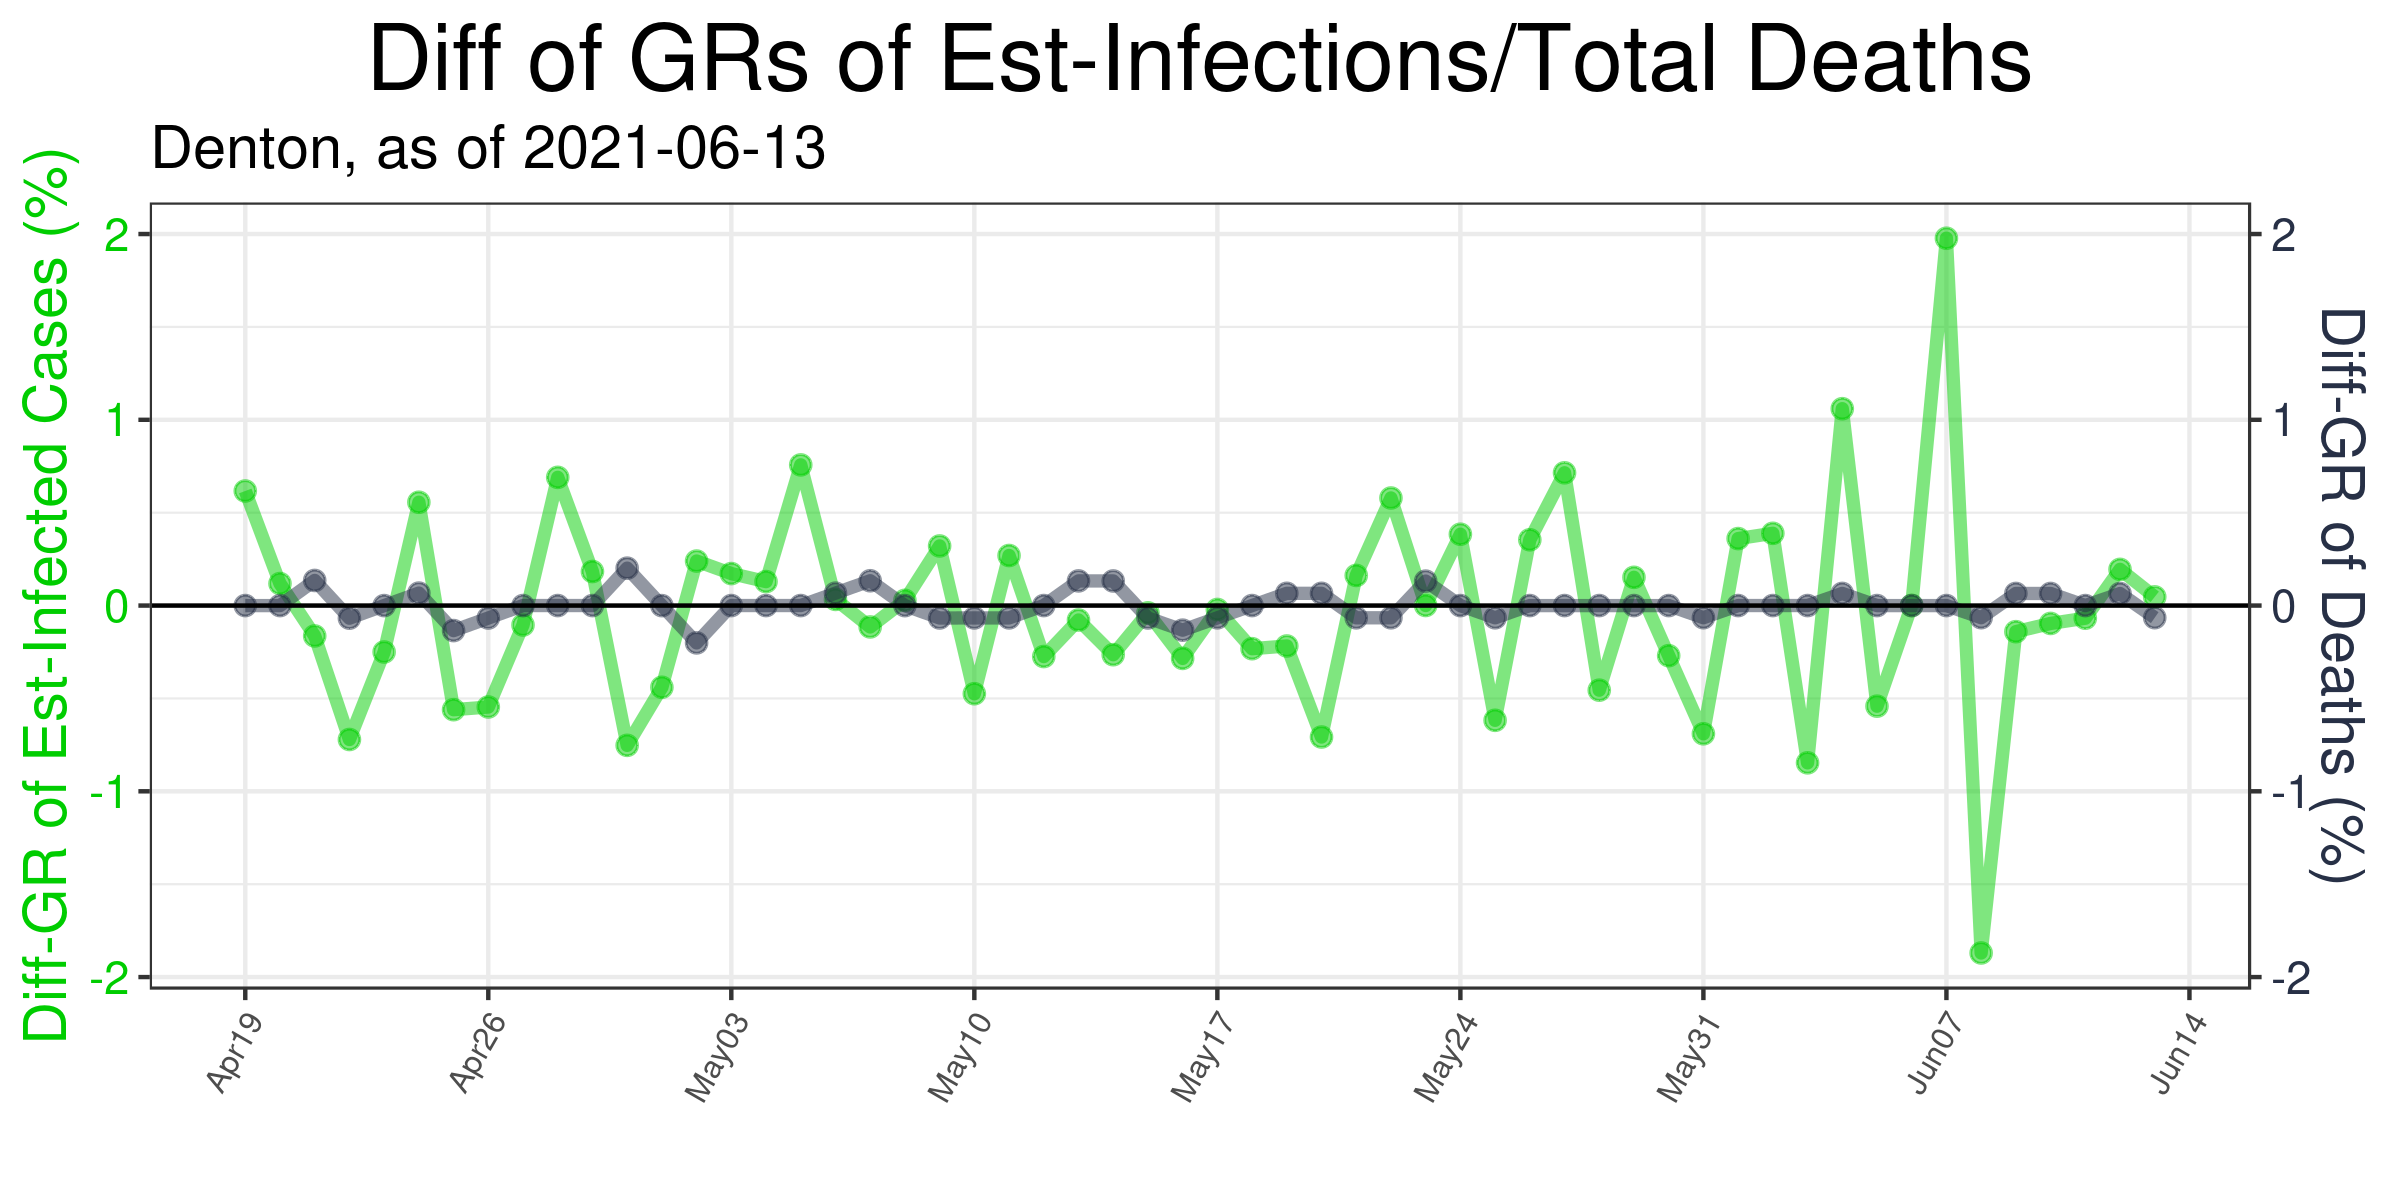 Diff of GRs of Est-Infections/Total Deaths
Denton, as of 2021-06-13
Diff-GR of Est-Infected Cases (%)
2
1
0
-1
-2
2
1
0
-1
-2
Diff-GR of Deaths (%)
Apr19
Apr26
May03
May10
May17
May24
May31
Jun07
Jun14